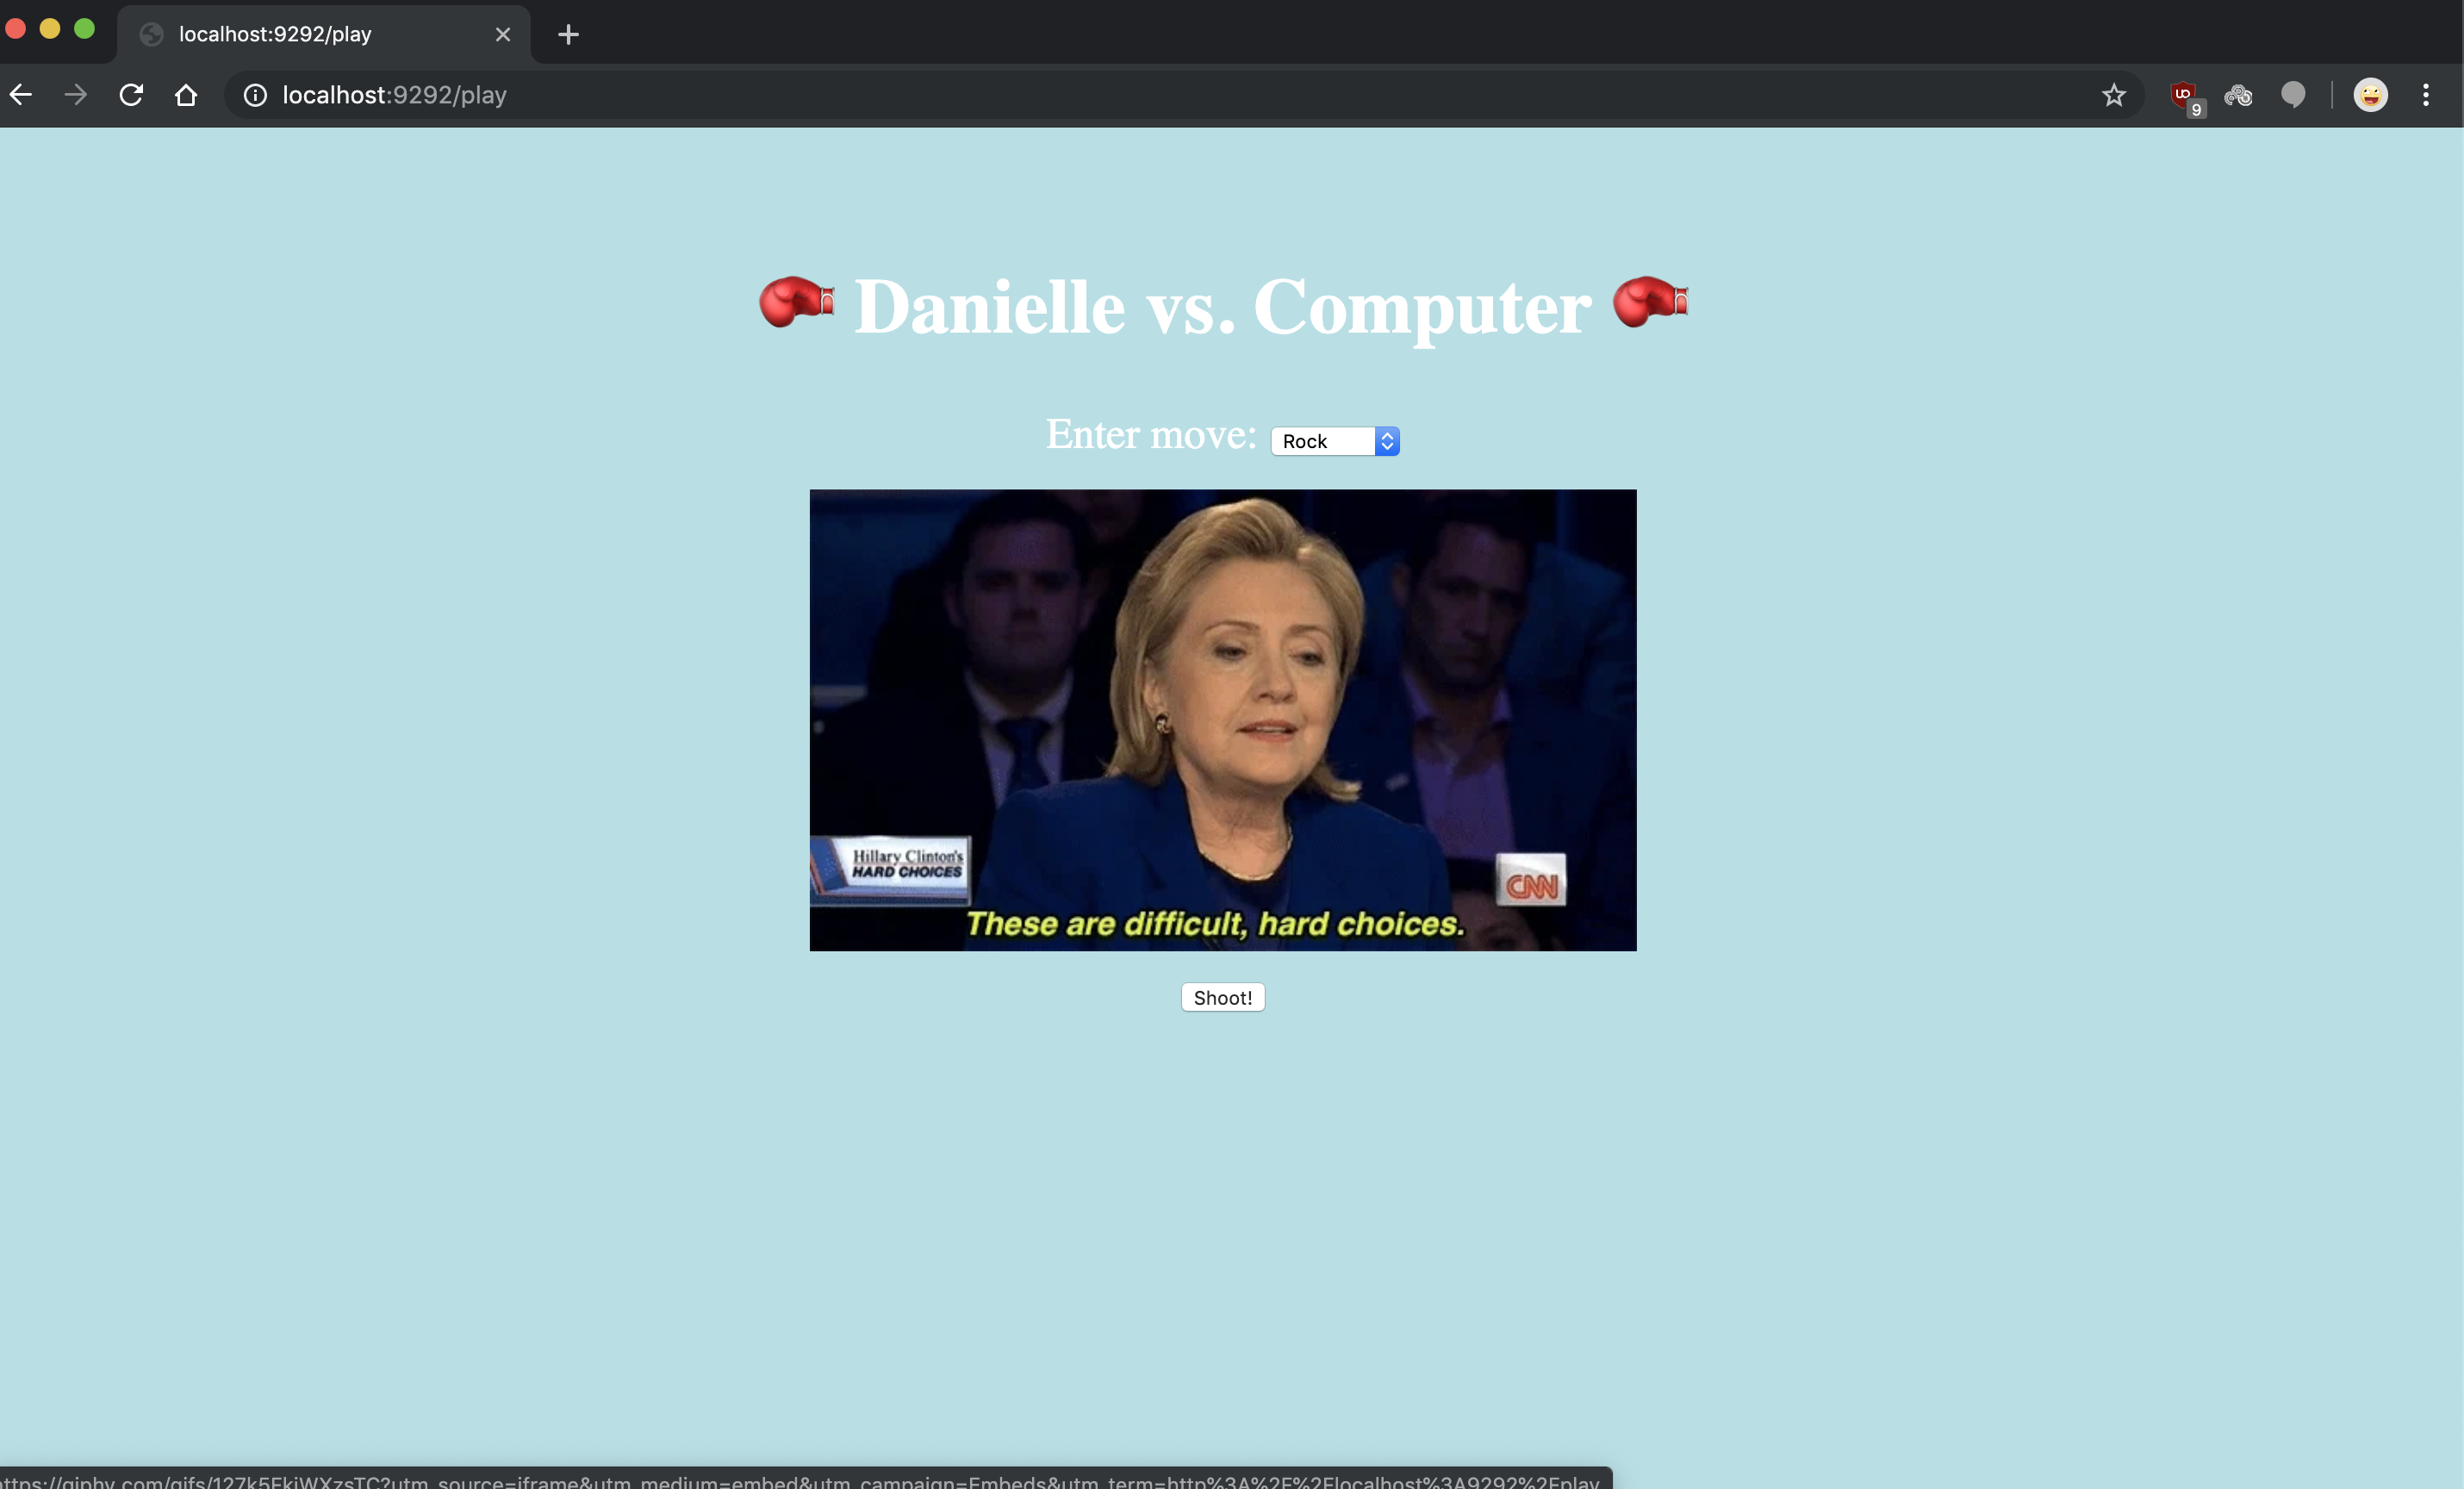 localhost:9292/play
localhost:9292/play
9
Danielle vs. Computer
Enter move: Rock
Hillary Clinton's
HARD CHOICES
CNN
These are difficult, hard choices.
Shoot!
https://giphy.com/gifs/127k5FkjWXzsTC?utm_source=iframe&utm_medium=embed&utm_campaign=Embeds&utm_term=http%3A%2F%2Flocalhost%3A9292%2Fplay